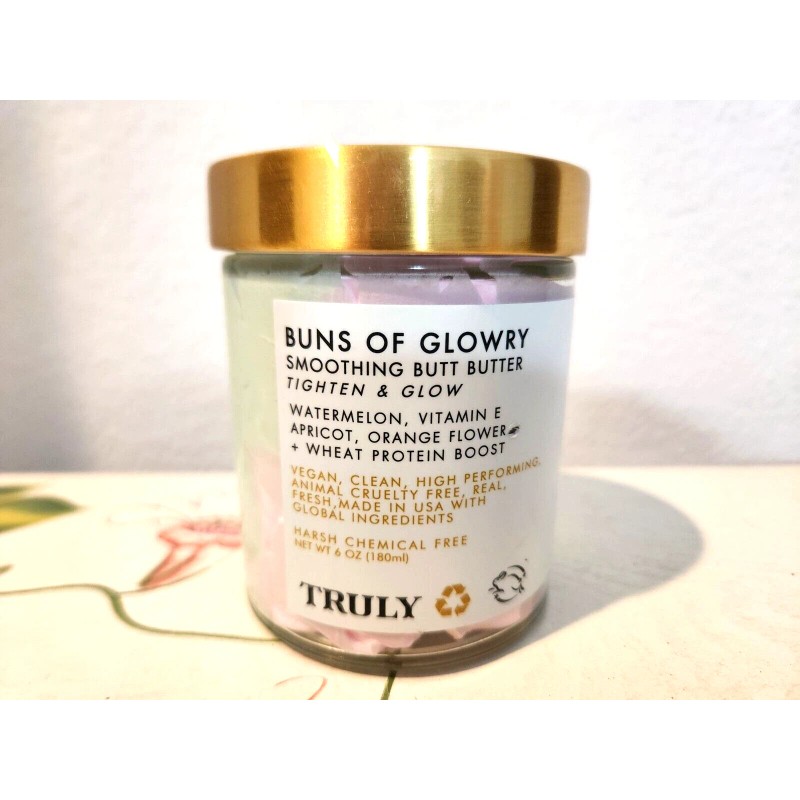 BUNS OF GLOWRY
SMOOTHING BUTT BUTTER
TIGHTEN & GLOW
WATERMELON, VITAMIN E
APRICOT, ORANGE FLOWER
+ WHEAT PROTEIN BOOST
VEGAN, CLEAN, HIGH PERFORMING,
ANIMAL CRUELTY FREE, REAL,
FRESH,MADE IN USA WITH
GLOBAL INGREDIENTS
HARSH CHEMICAL FREE
NET WT 6 OZ (180ml)
TRULY